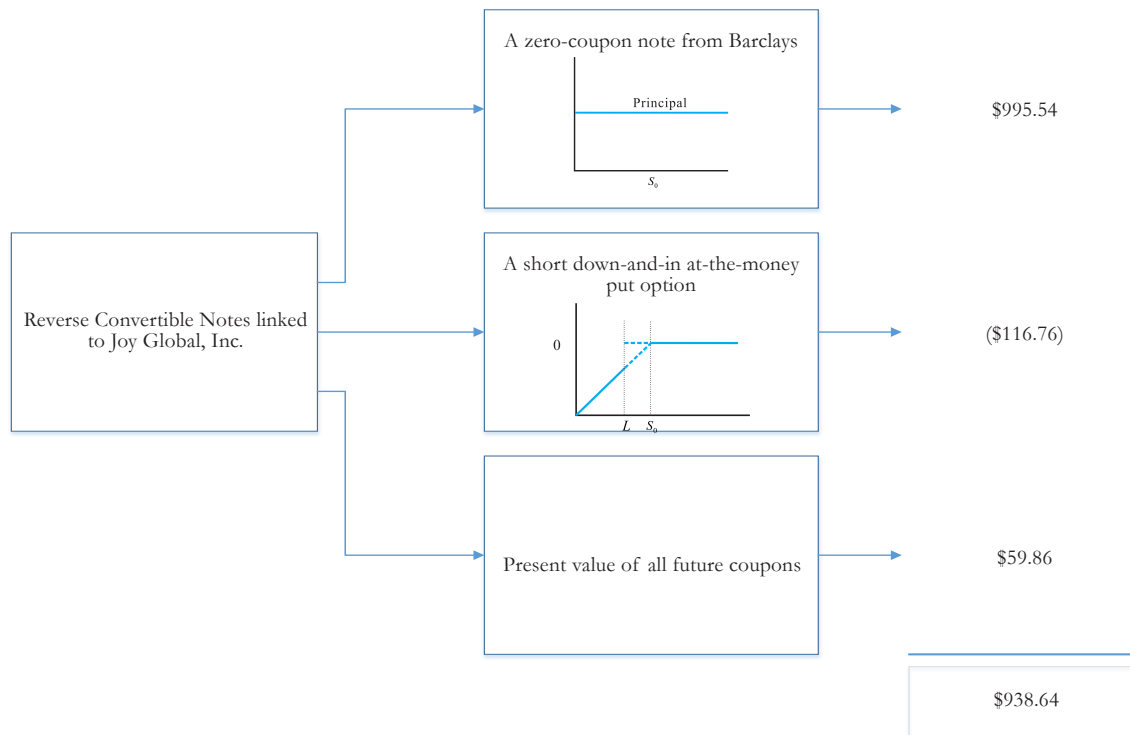 A zero-coupon note from Barclays
Principal
S₀
$995.54
Reverse Convertible Notes linked
to Joy Global, Inc.
A short down-and-in at-the-money
put option
0
L S₀
($116.76)
Present value of all future coupons
$59.86
$938.64